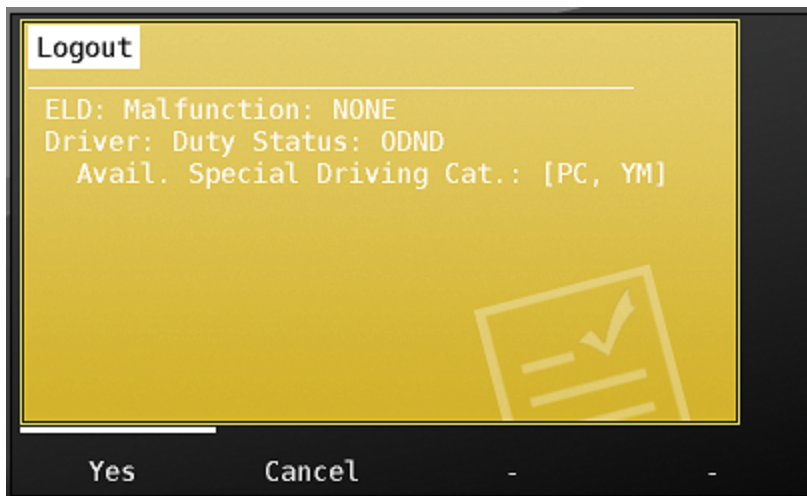 Logout
ELD: Malfunction: NONE
Driver: Duty Status: ODND
Avail. Special Driving Cat.: [PC, YM]
Yes Cancel - -